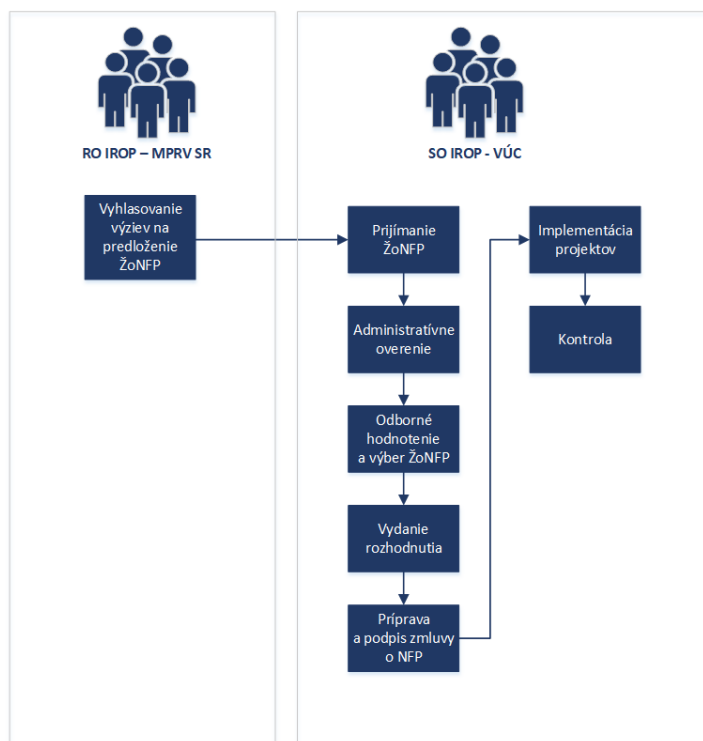 RO IROP – MPRV SR
Vyhlasovanie
výziev na
predloženie
ŽoNFP
SO IROP - VÚC
Prijímanie
ŽoNFP
Administratívne
overenie
Odborné
hodnotenie
a výber ŽoNFP
Vydanie
rozhodnutia
Príprava
a podpis zmluvy
o NFP
Implementácia
projektov
Kontrola